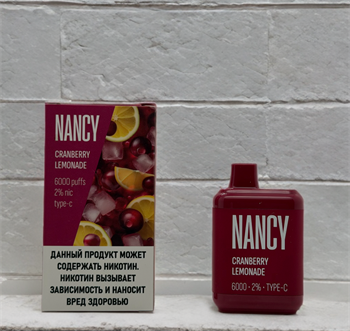 NANCY
CRANBERRY
LEMONADE
6000 puffs
2% nic
type-c
ДАННЫЙ ПРОДУКТ МОЖЕТ
СОДЕРЖАТЬ НИКОТИН.
НИКОТИН ВЫЗЫВАЕТ
ЗАВИСИМОСТЬ И НАНОСИТ
ВРЕД ЗДОРОВЬЮ
NANCY
CRANBERRY
LEMONADE
6000 • 2% • TYPE-C